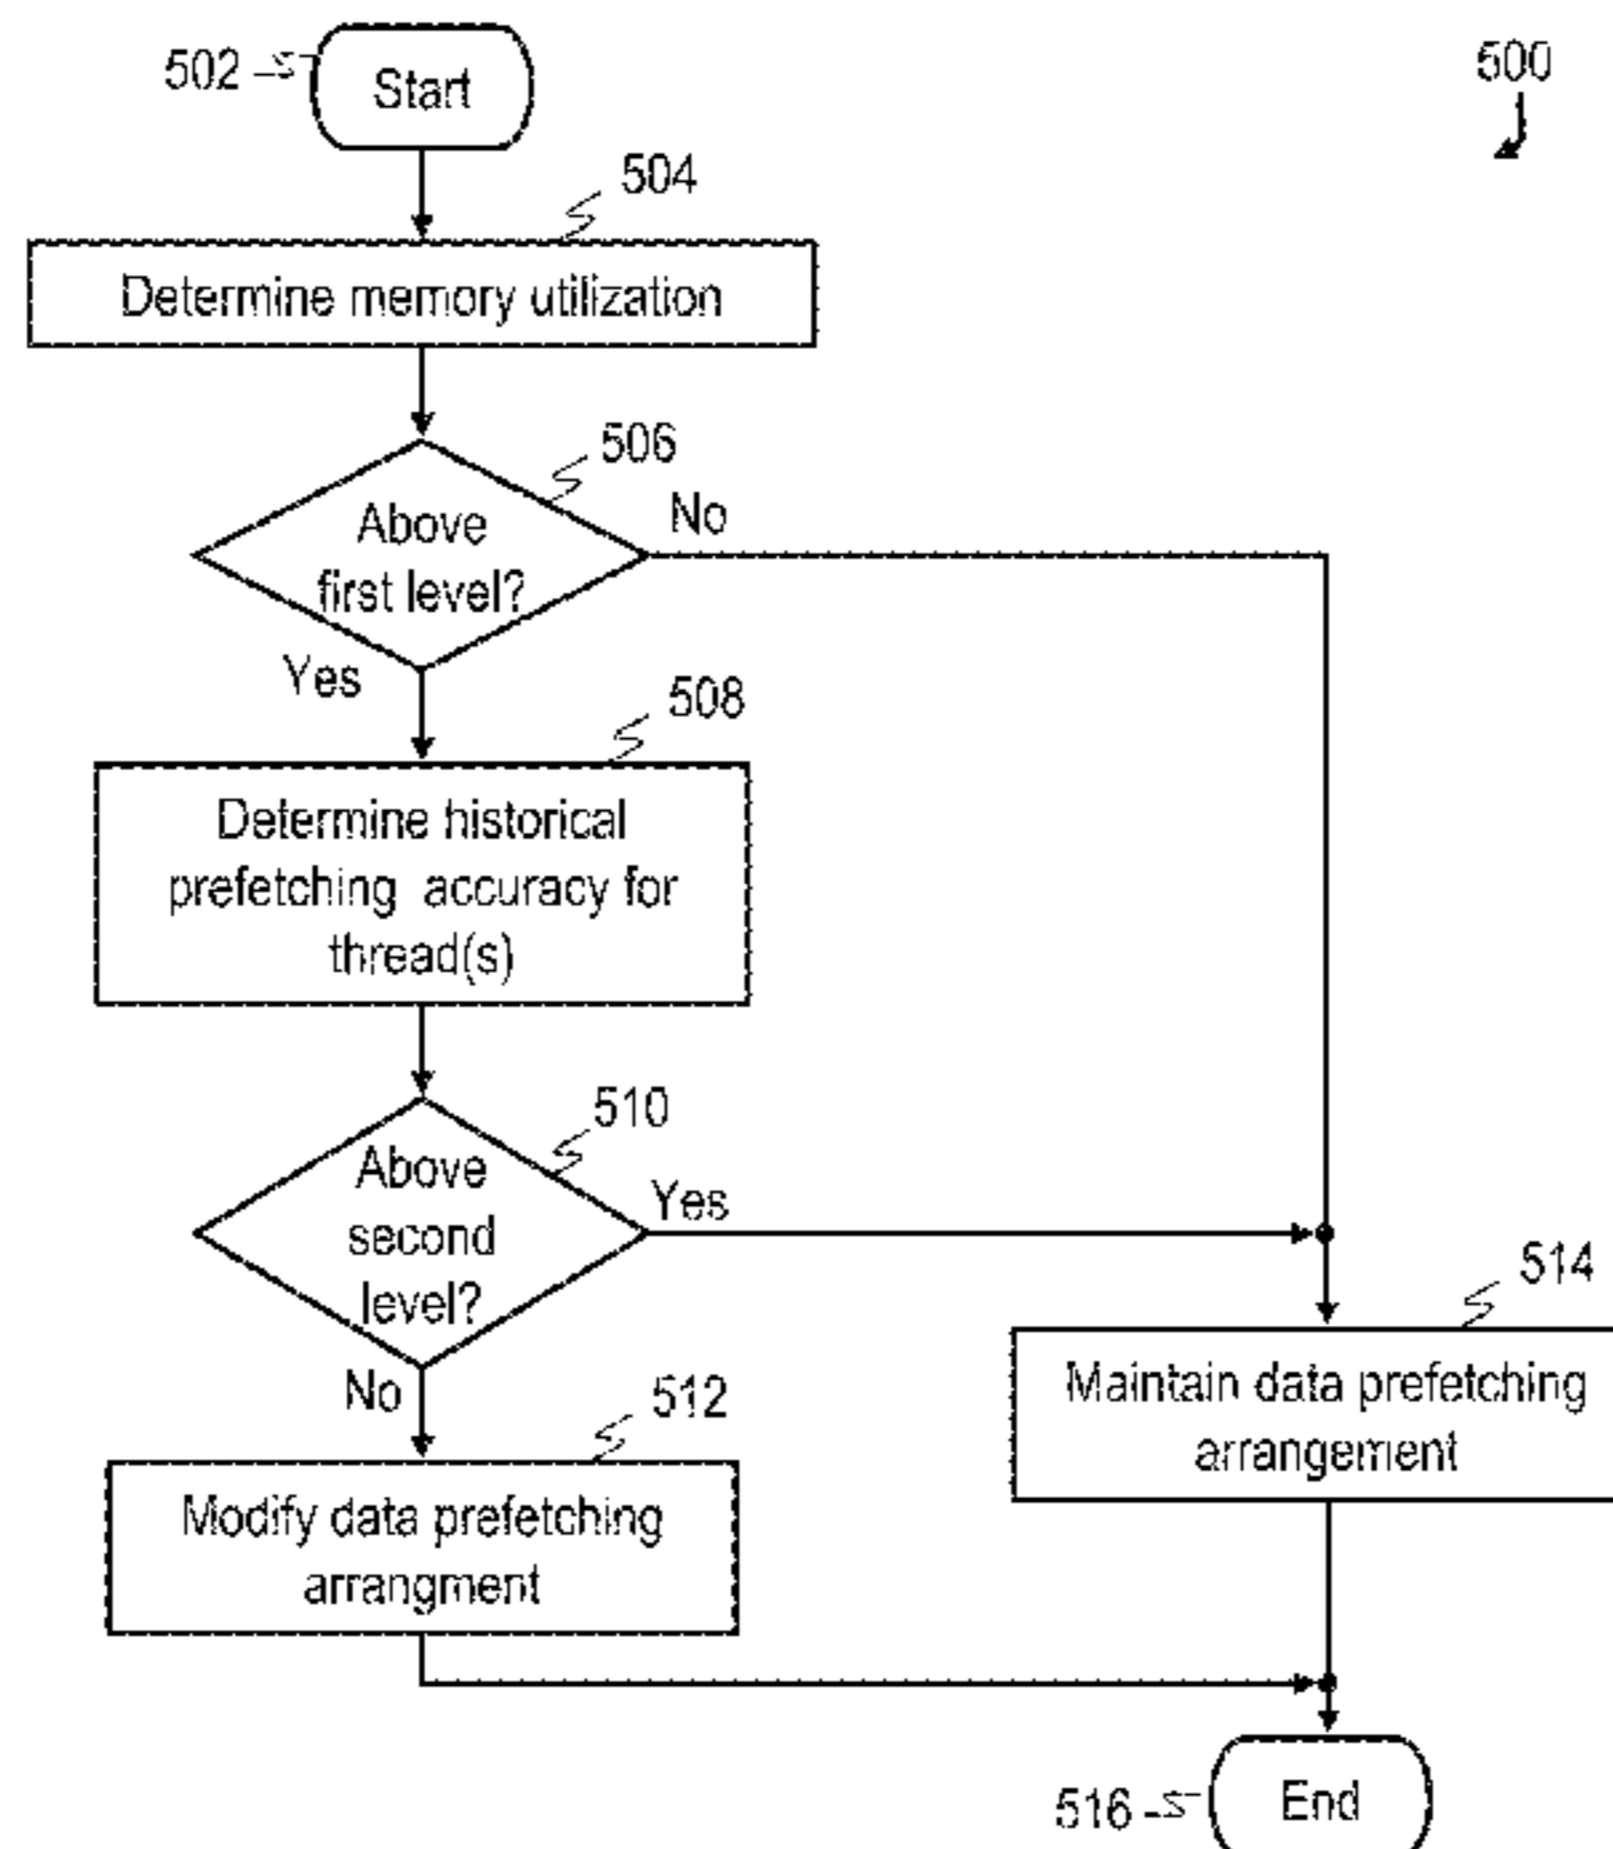 502
Start
500
504
Determine memory utilization
506
Above
first level?
No
Yes
508
Determine historical
prefetching accuracy for
thread(s)
510
Above
second
level?
Yes
No
514
Maintain data prefetching
arrangement
512
Modify data prefetching
arrangment
516
End